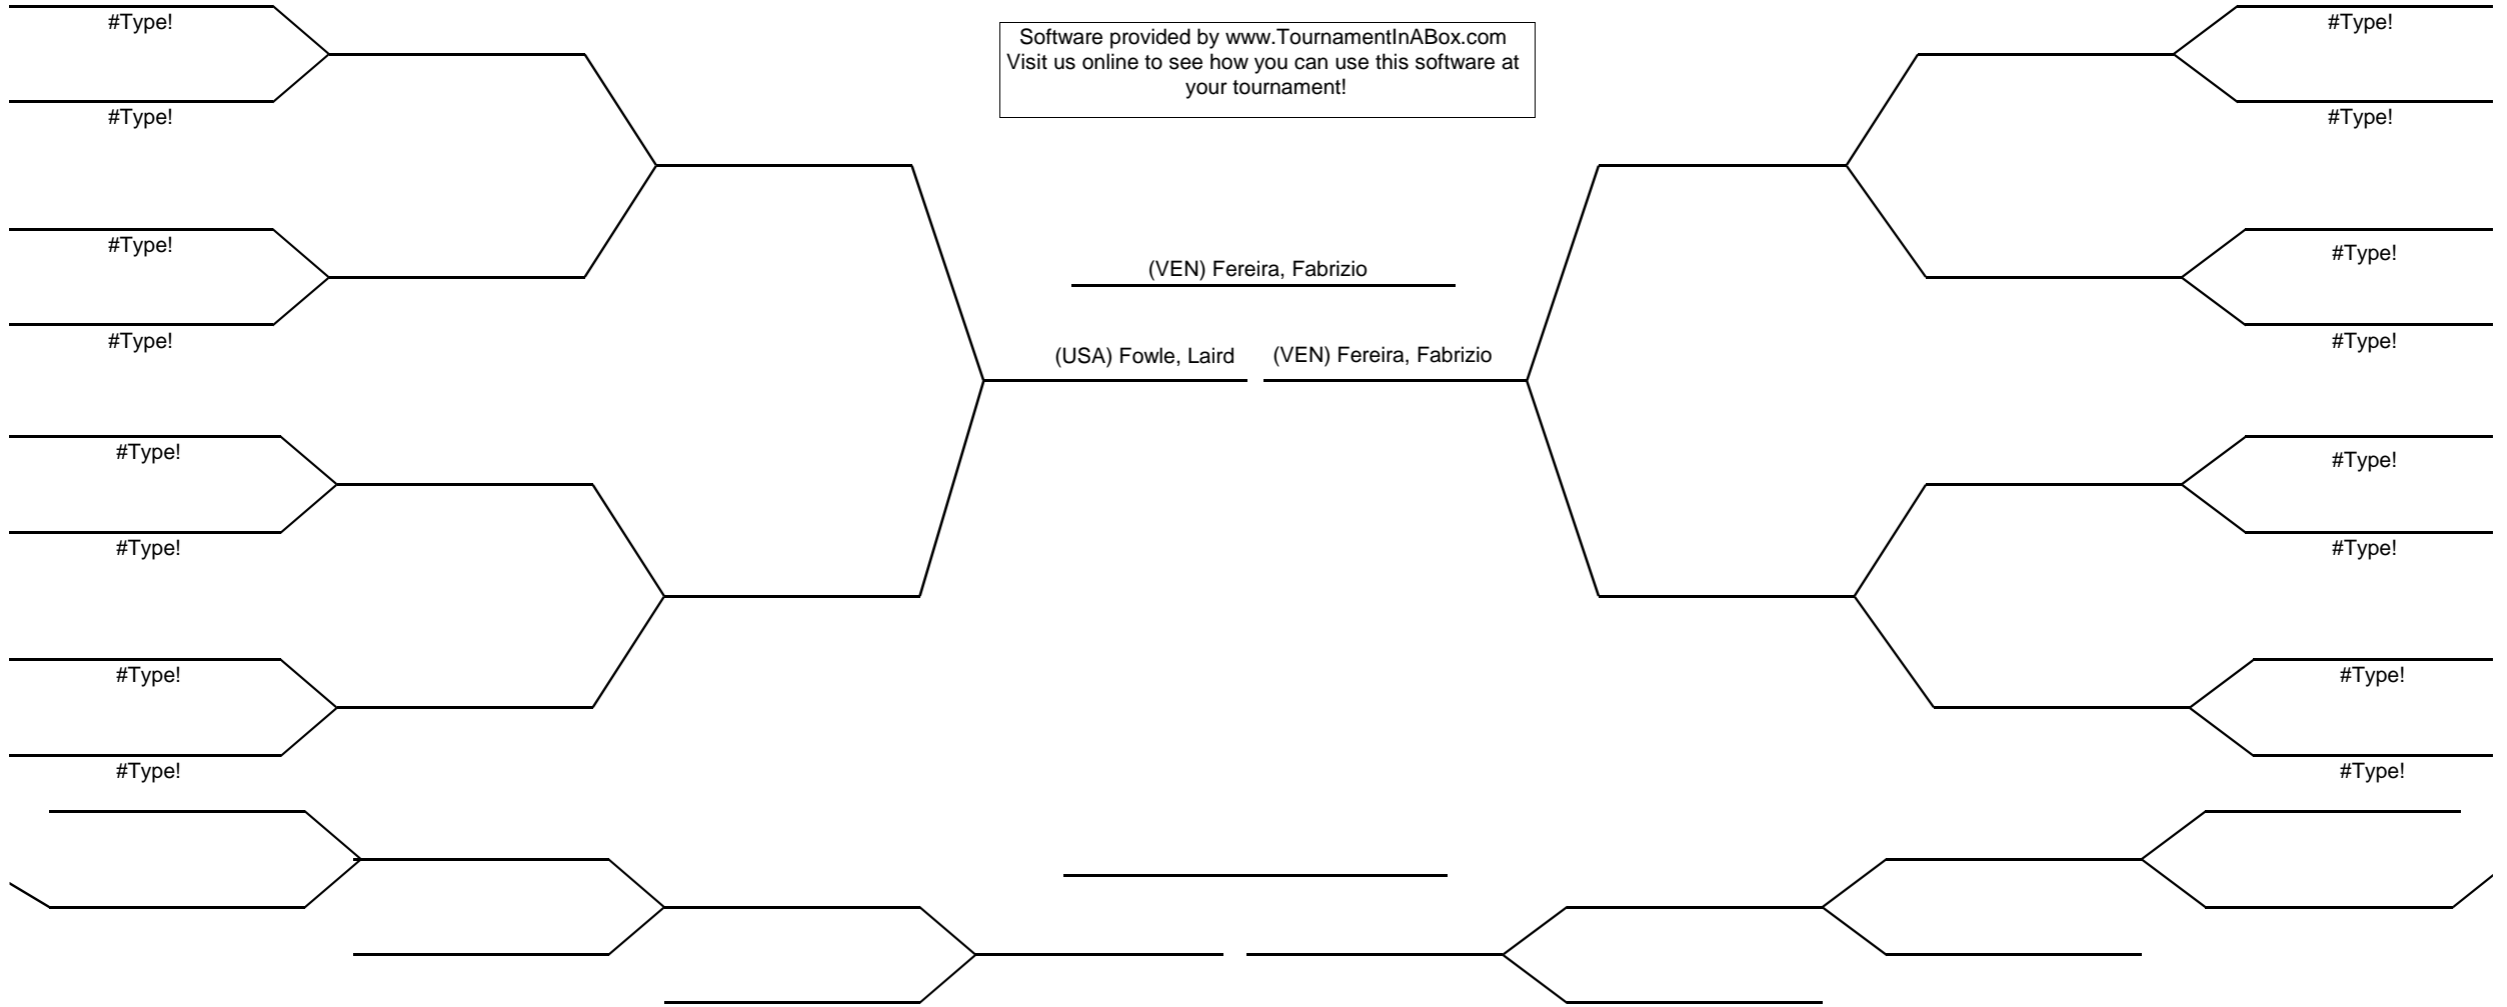 #Type!
#Type!
Software provided by www.TournamentInABox.com
Visit us online to see how you can use this software at
your tournament!
#Type!
#Type!
#Type!
#Type!
(VEN) Fereira, Fabrizio
#Type!
#Type!
(USA) Fowle, Laird
(VEN) Fereira, Fabrizio
#Type!
#Type!
#Type!
#Type!
#Type!
#Type!
#Type!
#Type!